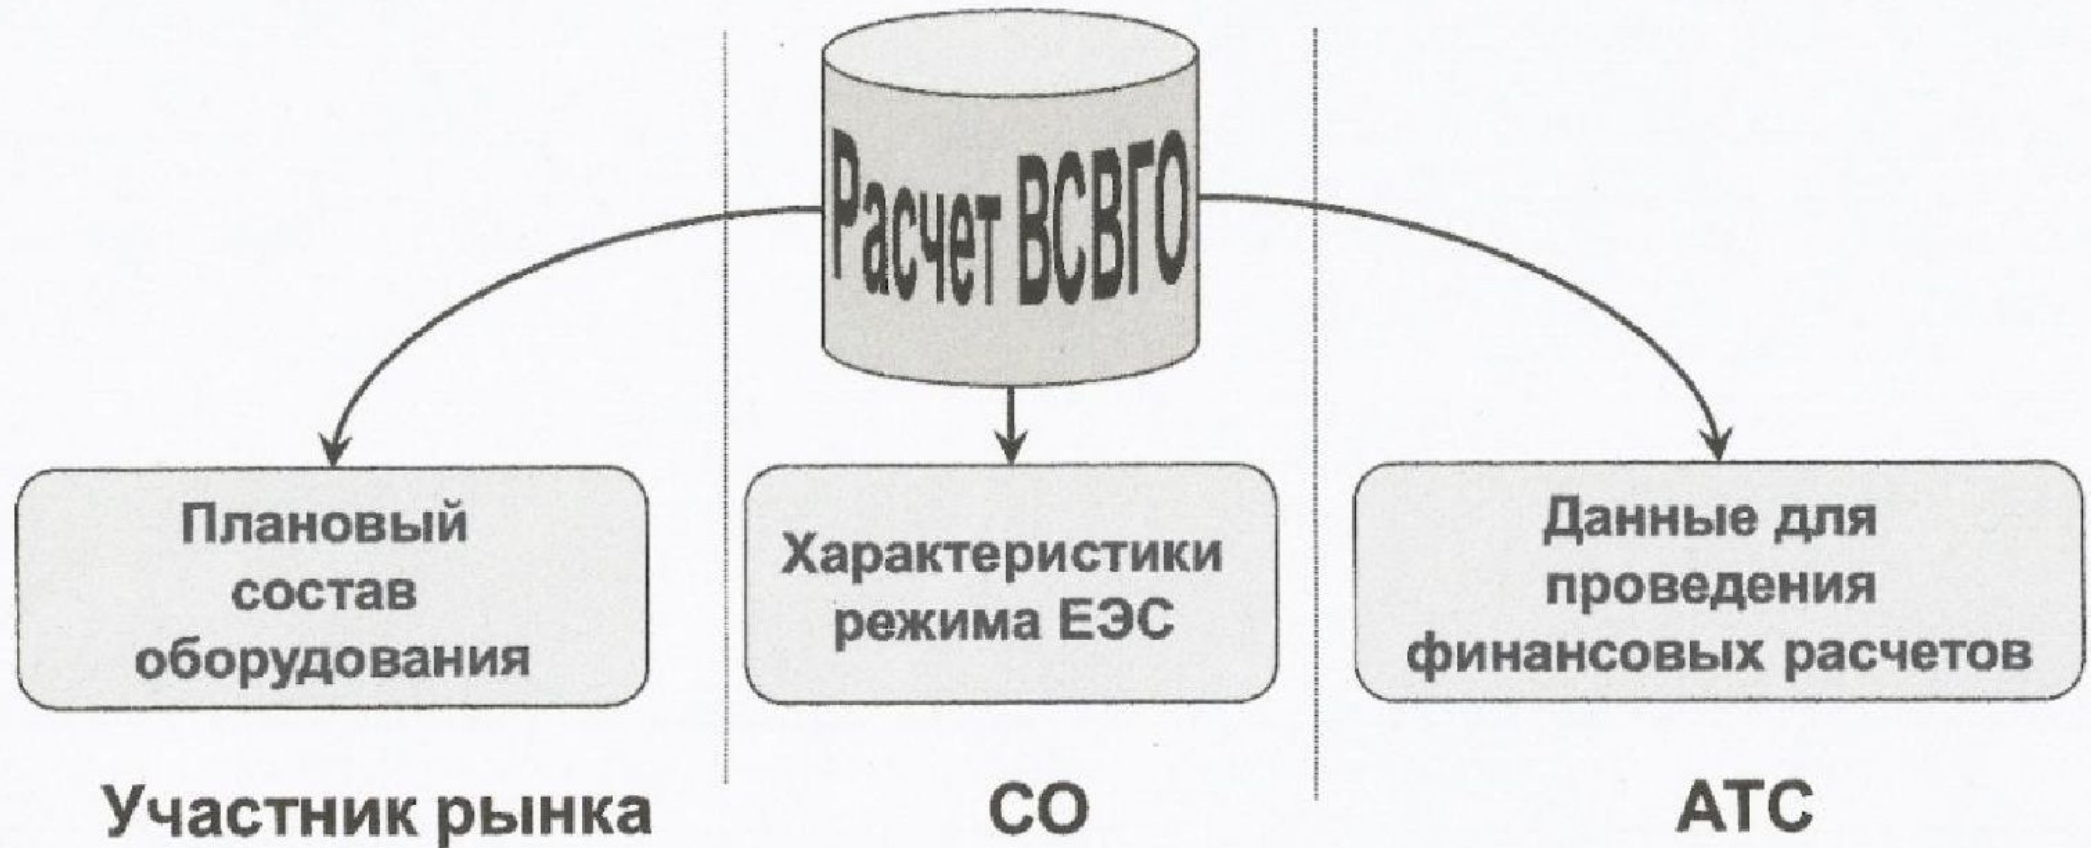 Расчет ВСВГО
Плановый
состав
оборудования
Характеристики
режима ЕЭС
Данные для
проведения
финансовых расчетов
Участник рынка
СО
АТС